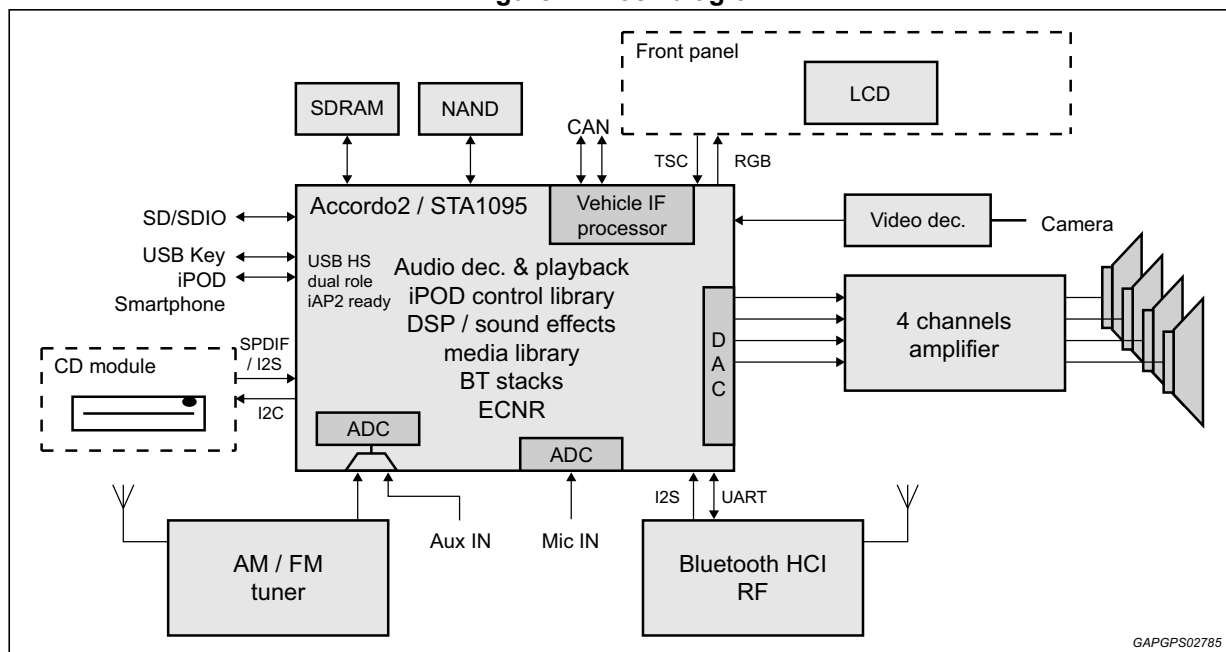 Front panel
LCD
SDRAM
NAND
CAN
TSC
RGB
Accordo2 / STA1095
Vehicle IF
processor
SD/SDIO
USB Key
iPOD
Smartphone
USB HS
dual role
iAP2 ready
Audio dec. & playback
iPOD control library
DSP / sound effects
media library
BT stacks
ECNR
Video dec.
Camera
D
A
C
4 channels
amplifier
CD module
SPDIF
/ I2S
I2C
ADC
ADC
I2S
UART
Aux IN
Mic IN
AM / FM
tuner
Bluetooth HCI
RF
GAPGPS02785